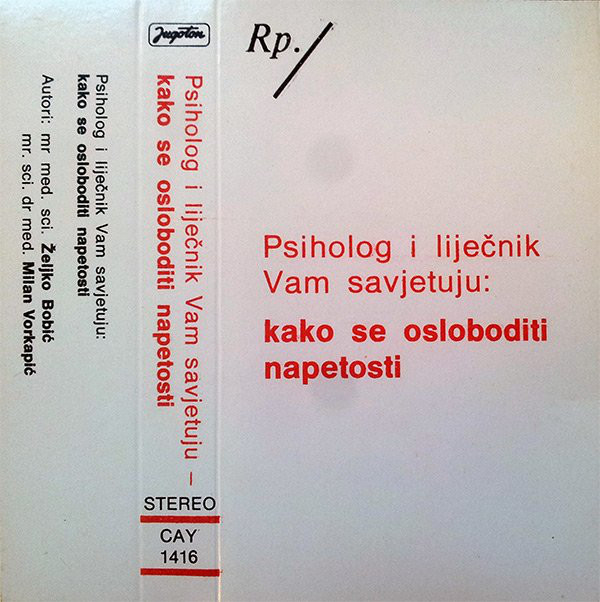 Psiholog i liječnik Vam savjetuju:
kako se osloboditi napetosti
Autori: mr med. sci. Željko Bobić
mr. sci. dr med. Milan Vorkapić
Jugoton
Psiholog i liječnik Vam savjetuju –
kako se osloboditi napetosti
STEREO
CAY
1416
Rp./
Psiholog i liječnik
Vam savjetuju:
kako se osloboditi
napetosti